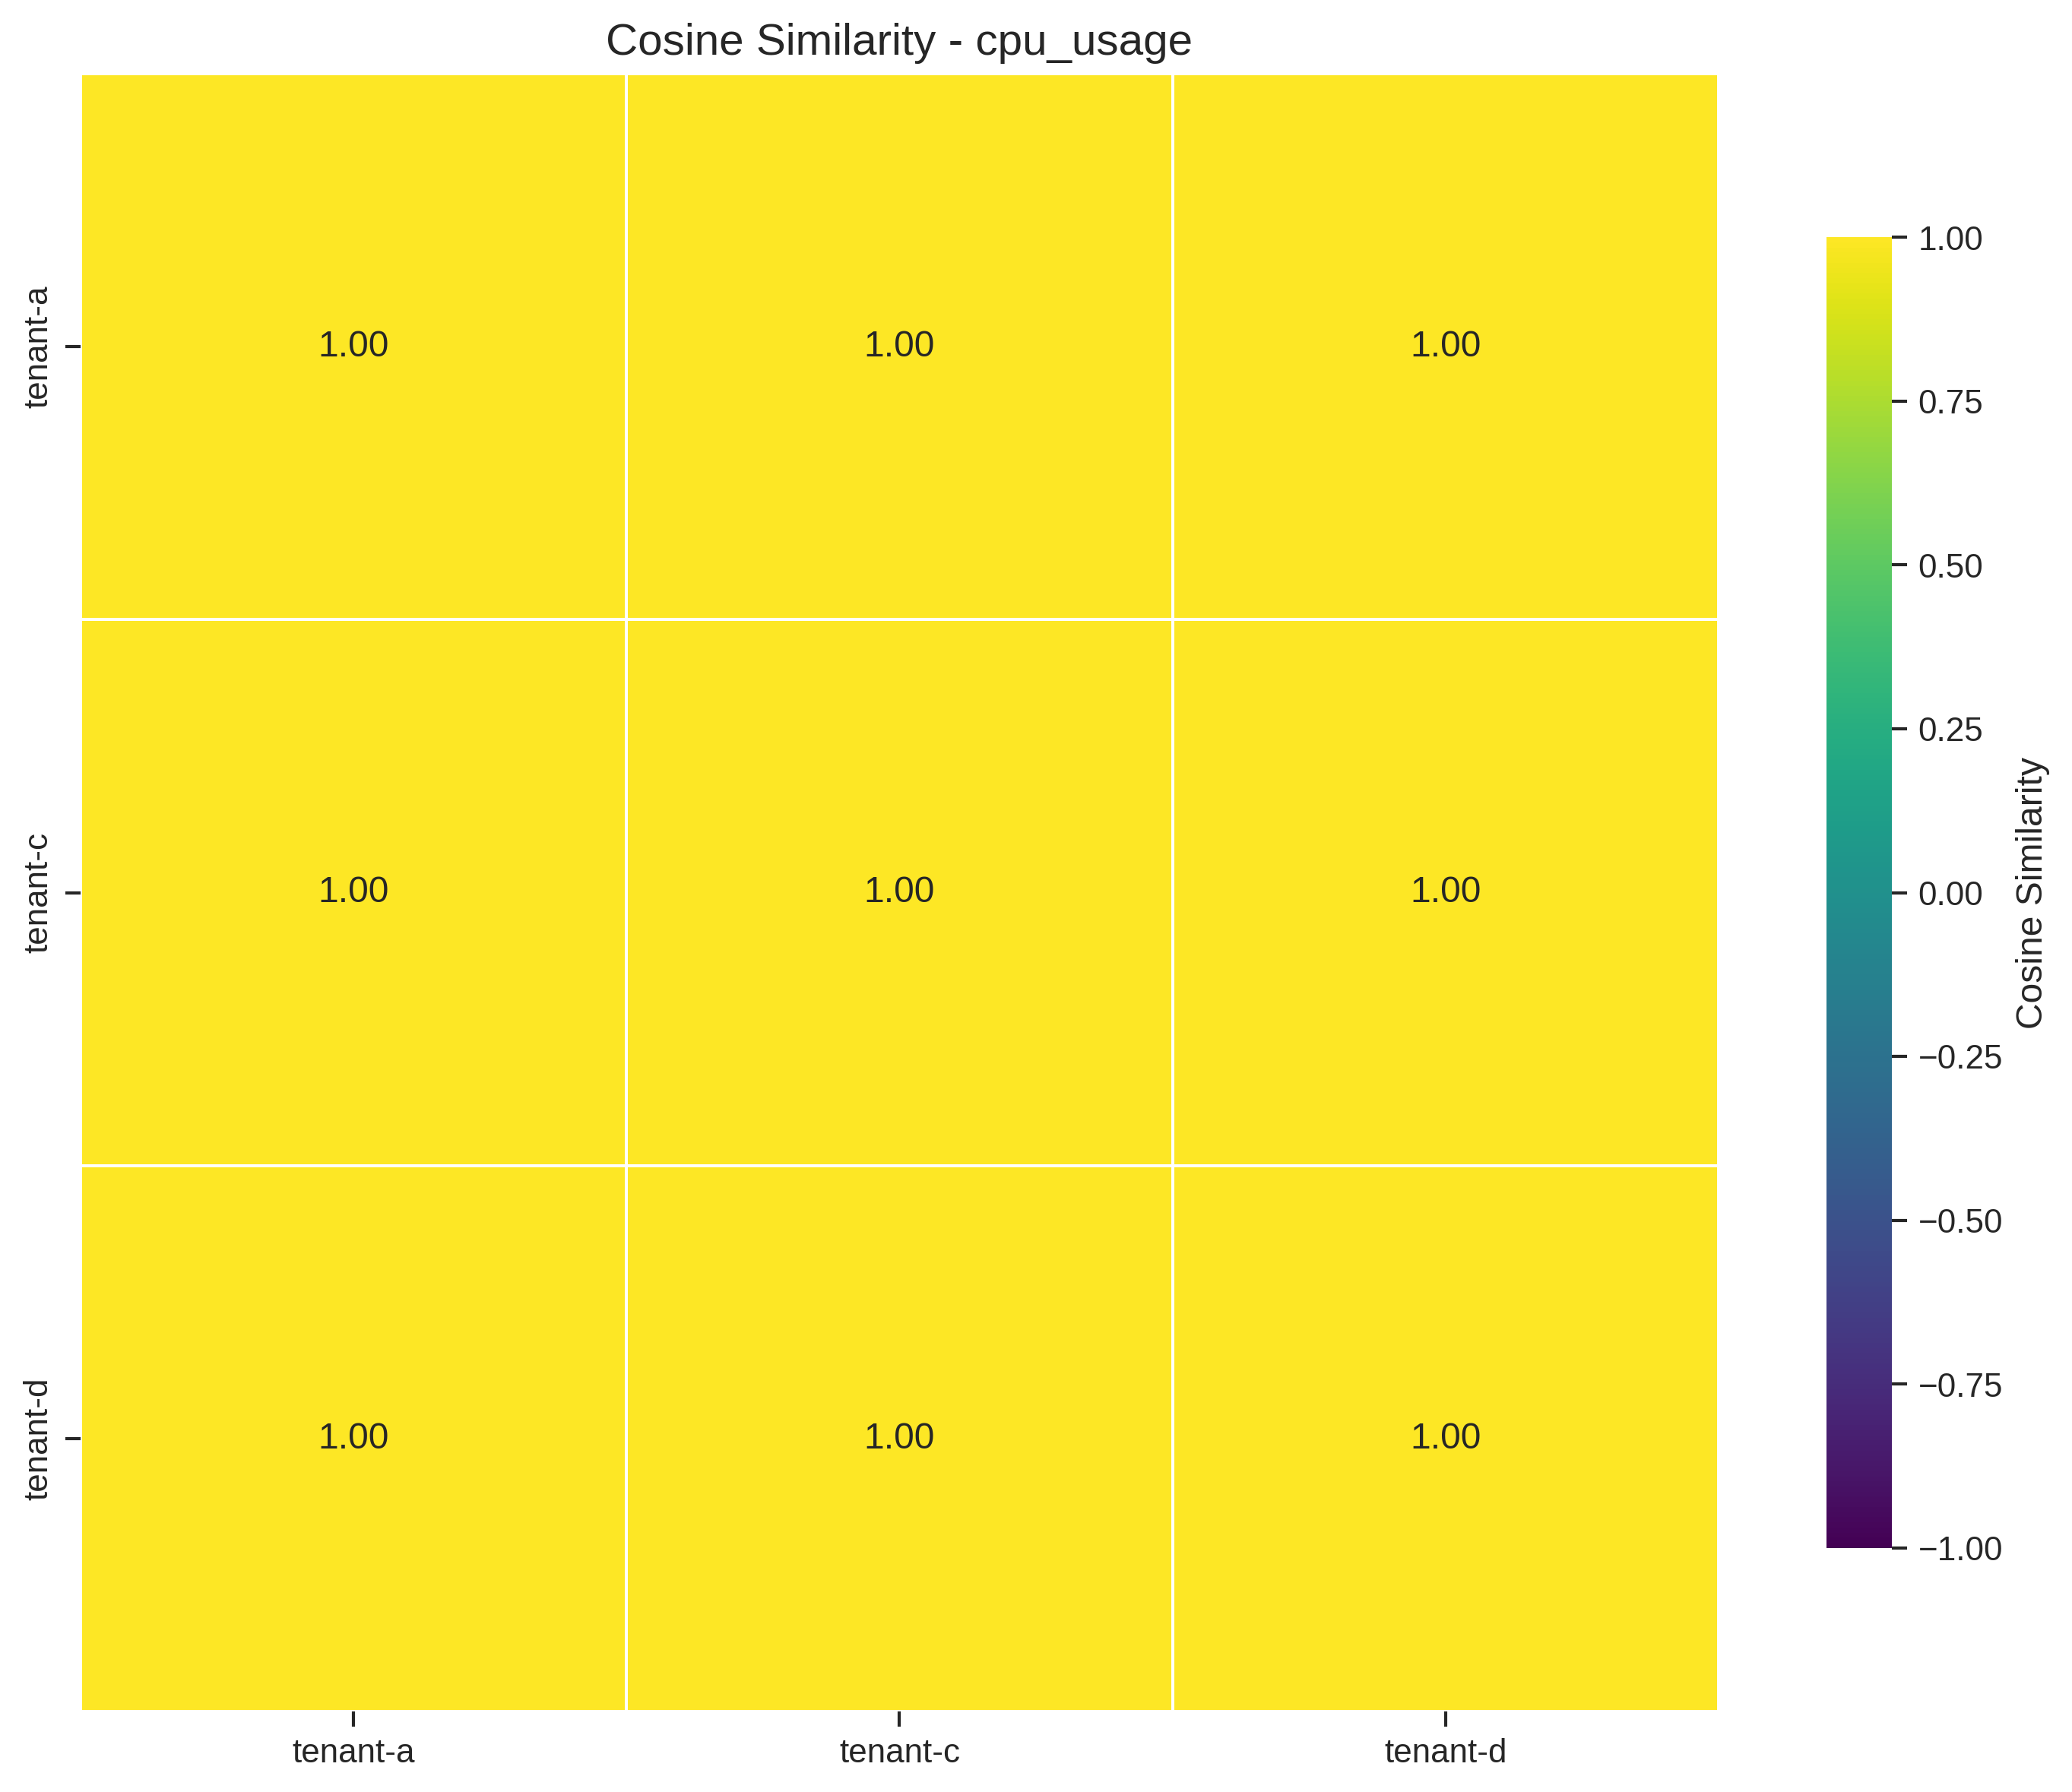 Cosine Similarity - cpu_usage
tenant-a
1.00 1.00 1.00
tenant-c
1.00 1.00 1.00
tenant-d
1.00 1.00 1.00
tenant-a tenant-c tenant-d
1.00
0.75
0.50
0.25
0.00
−0.25
−0.50
−0.75
−1.00
Cosine Similarity